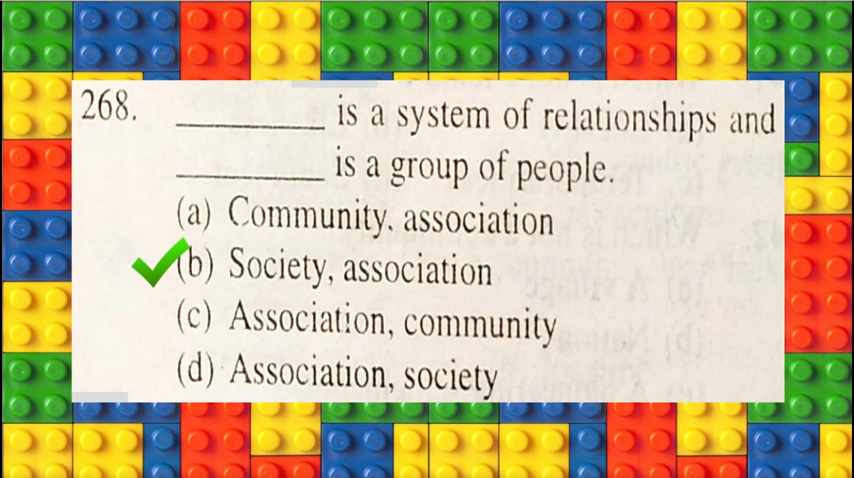 268. ________ is a system of relationships and
________ is a group of people.
(a) Community, association
(b) Society, association
(c) Association, community
(d) Association, society